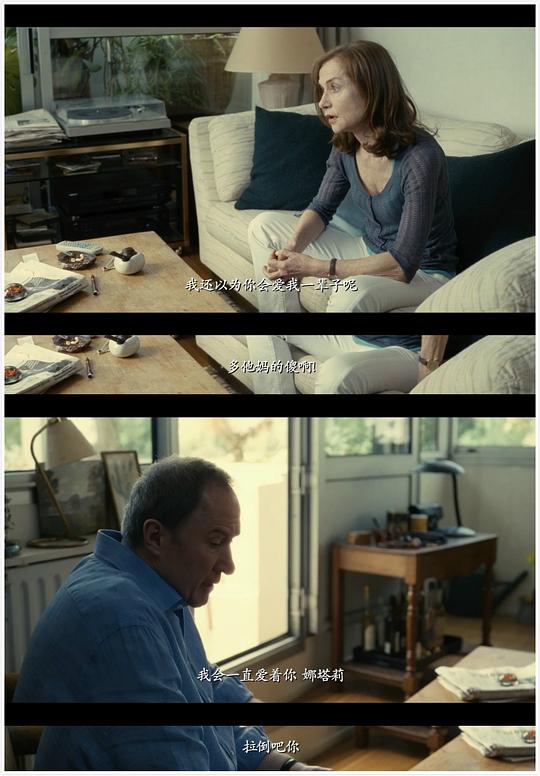 我还以为你会爱我一辈子呢
多他妈的傻啊!
我会一直爱着你 娜塔莉
拉倒吧你